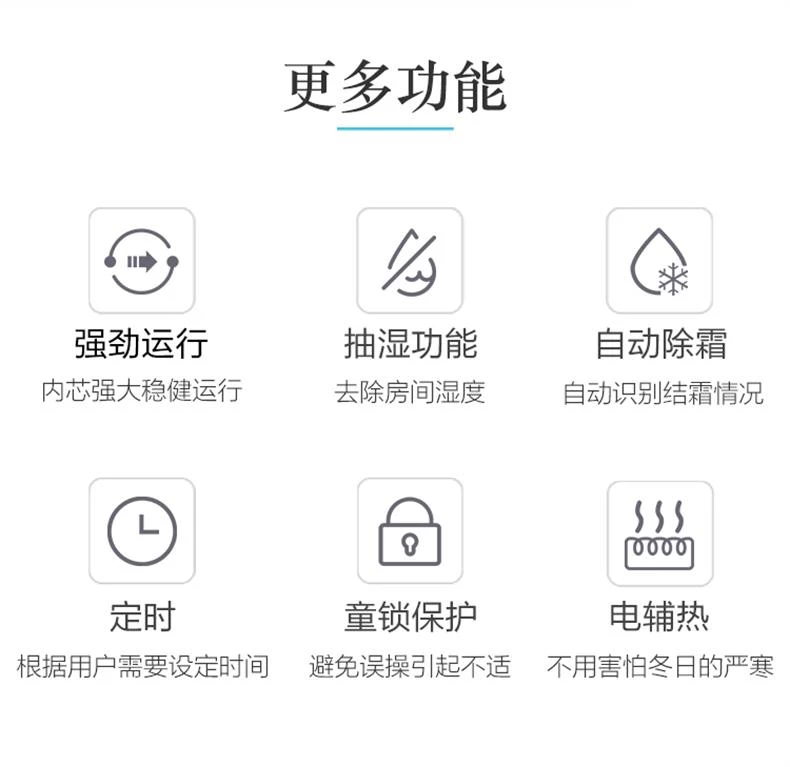 更多功能
强劲运行
抽湿功能
自动除霜
内芯强大稳健运行
去除房间湿度
自动识别结霜情况
定时
童锁保护
电辅热
根据用户需要设定时间
避免误操引起不适
不用害怕冬日的严寒